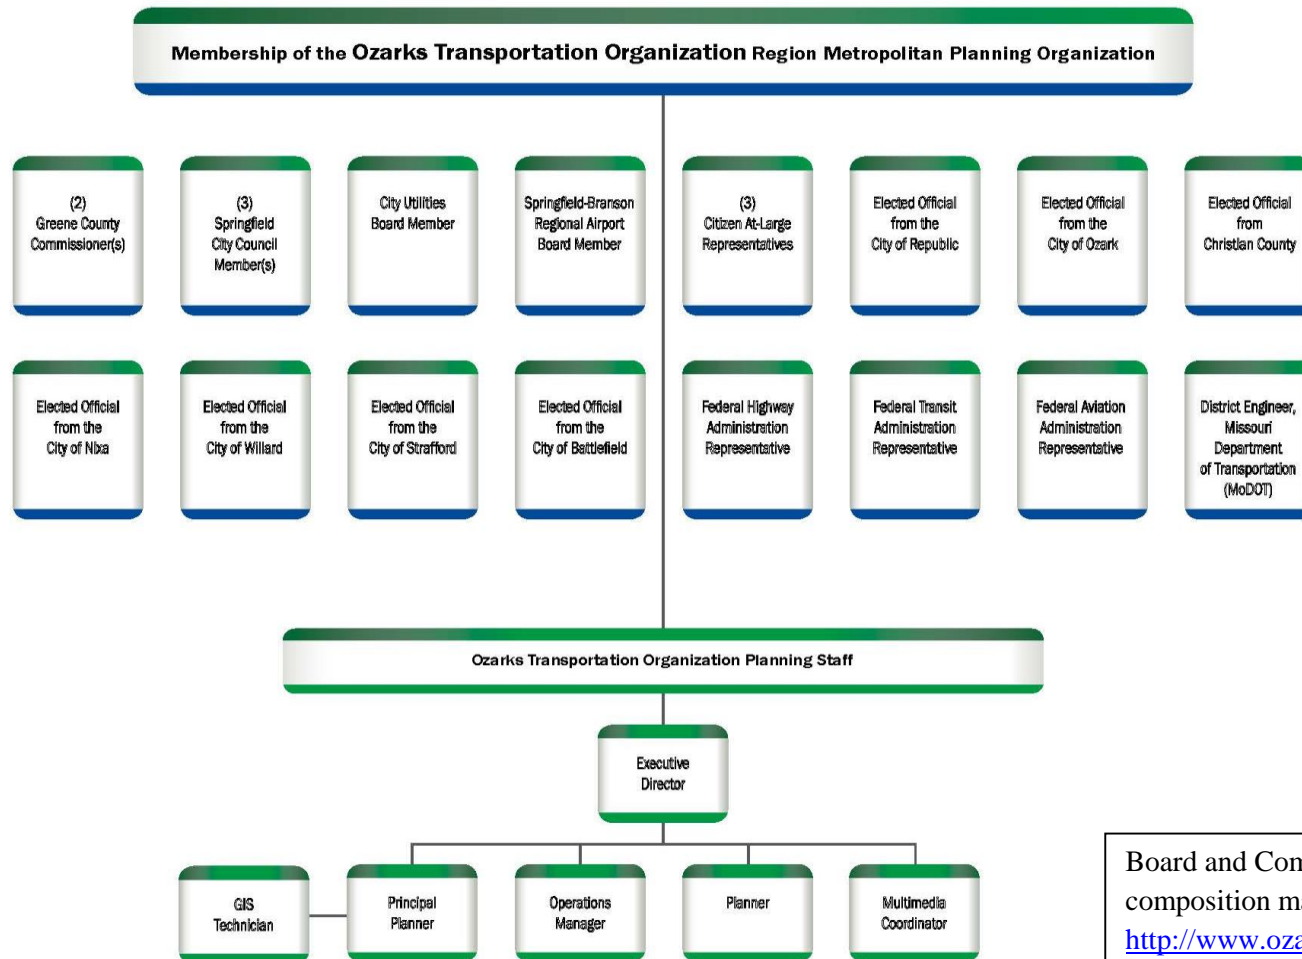 Membership of the Ozarks Transportation Organization Region Metropolitan Planning Organization
(2)
Greene County
Commissioner(s)
(3)
Springfield
City Council
Member(s)
City Utilities
Board Member
Springfield-Branson
Regional Airport
Board Member
(3)
Citizen At-Large
Representatives
Elected Official
from the
City of Republic
Elected Official
from the
City of Ozark
Elected Official
from
Christian County
Elected Official
from the
City of Nixa
Elected Official
from the
City of Willard
Elected Official
from the
City of Strafford
Elected Official
from the
City of Battlefield
Federal Highway
Administration
Representative
Federal Transit
Administration
Representative
Federal Aviation
Administration
Representative
District Engineer,
Missouri
Department
of Transportation
(MoDOT)
Ozarks Transportation Organization Planning Staff
Executive
Director
GIS
Technician
Principal
Planner
Operations
Manager
Planner
Multimedia
Coordinator
Board and Com
composition ma
http://www.oza